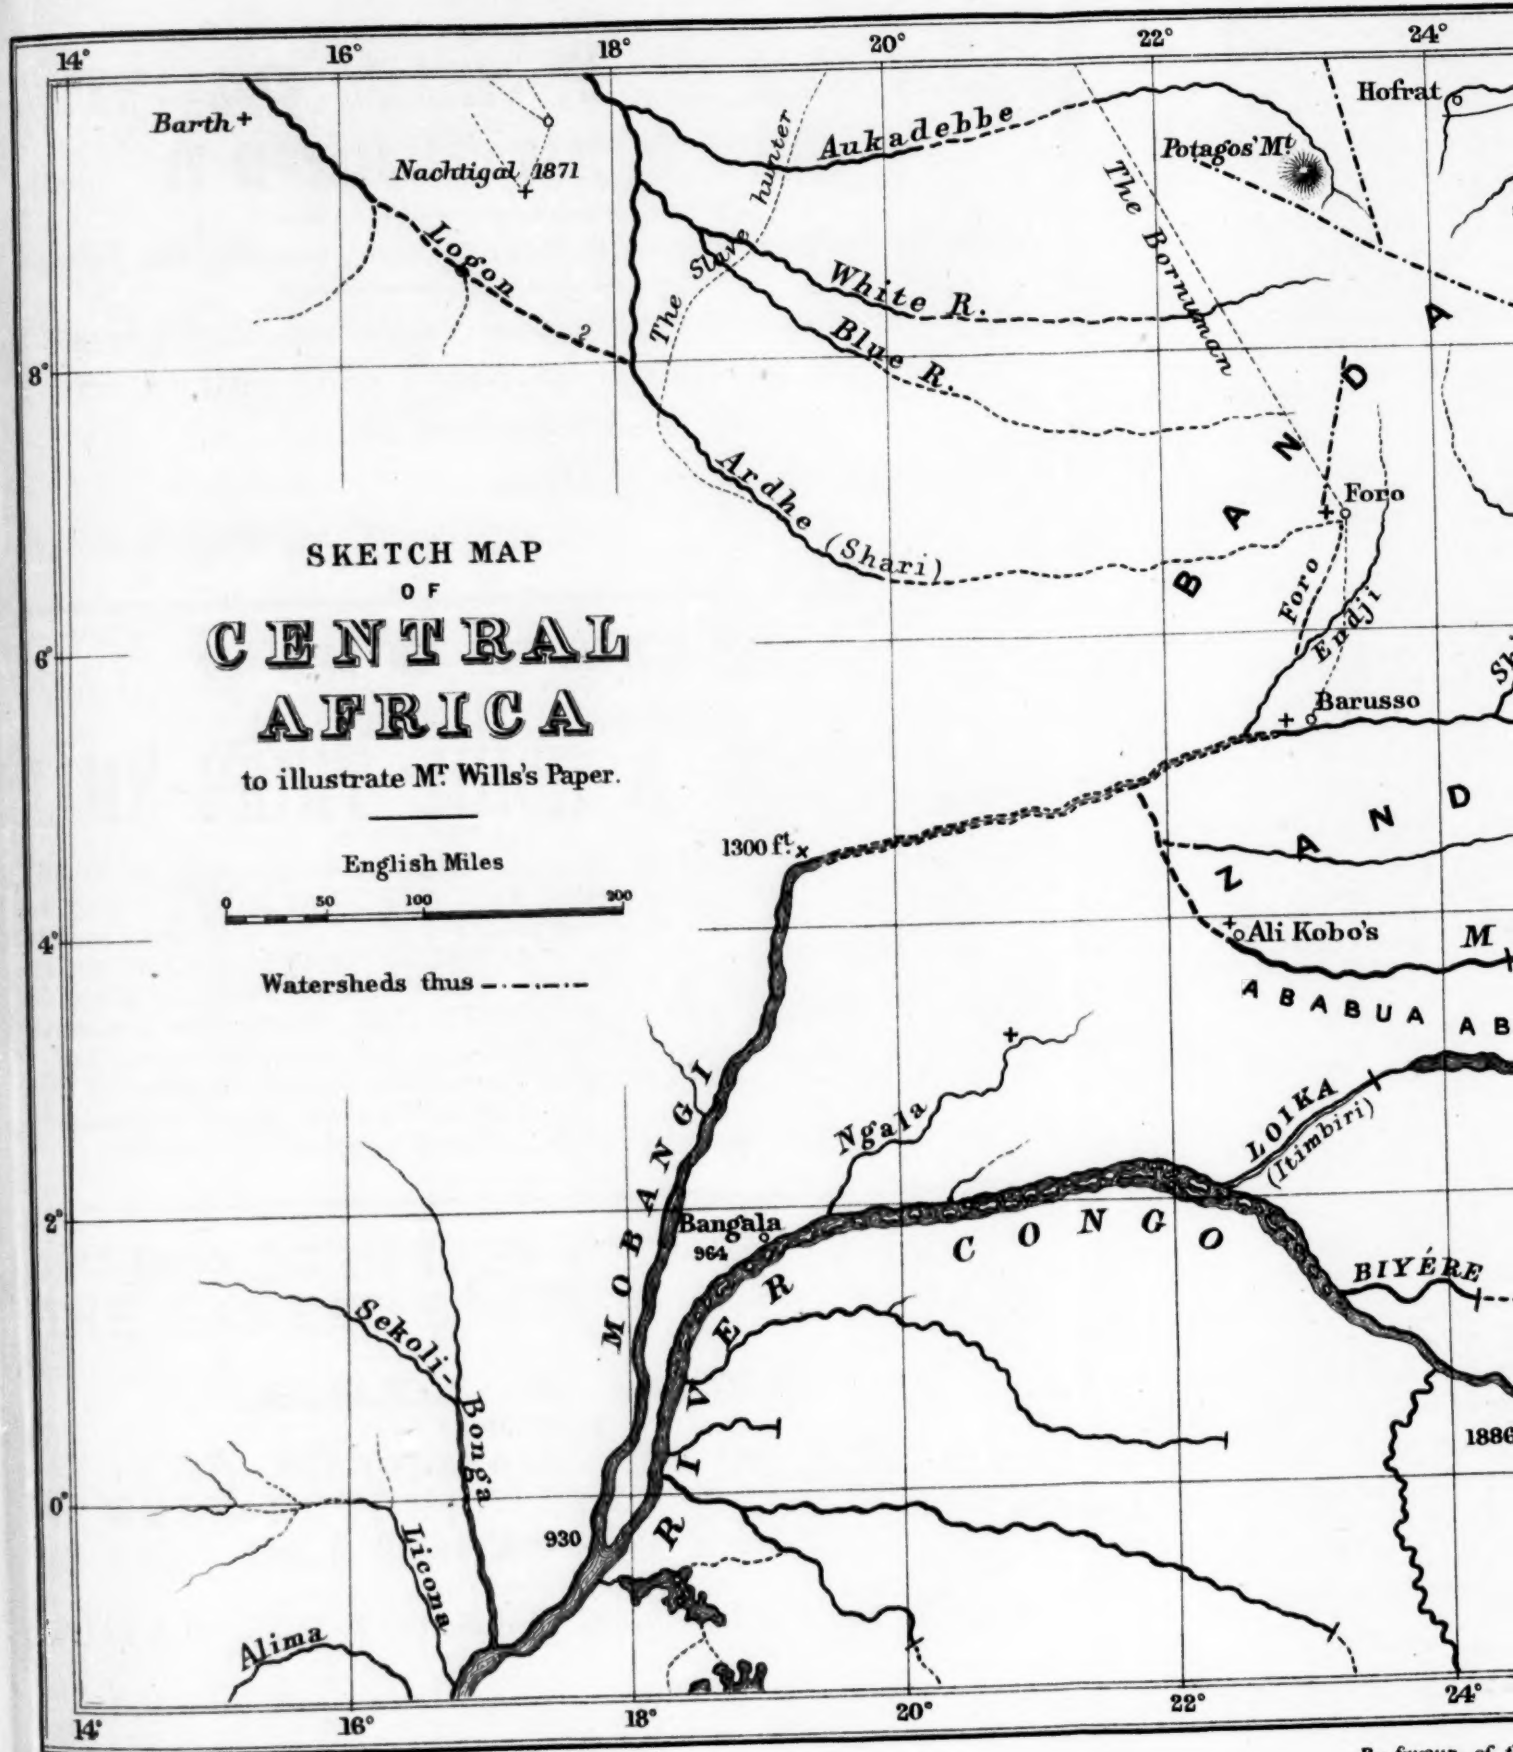 14° 16° 18° 20° 22° 24°
Barth
Nachtigal 1871
Aukadebbe
The Slave hunter
The Bornuman
Potagos' Mt.
Hofrat
Logon
?
White R.
Blue R.
8°
BANDA
Ardhe (Shari)
Foro
Foro
Endji
SKETCH MAP
OF
CENTRAL
AFRICA
to illustrate Mr. Wills's Paper.
English Miles
0 50 100 200
Watersheds thus
6°
Barusso
Sh
1300 ft.
ZAND
4°
Ali Kobo's
M
ABABUA AB
MOBANGI
Ngala
LOIKA
(Itimbiri)
2°
Bangala
964
RIVER CONGO
BIYÉRE
Sekoli-
Bonga
1886
0°
930
Licona
Alima
14° 16° 18° 20° 22° 24°